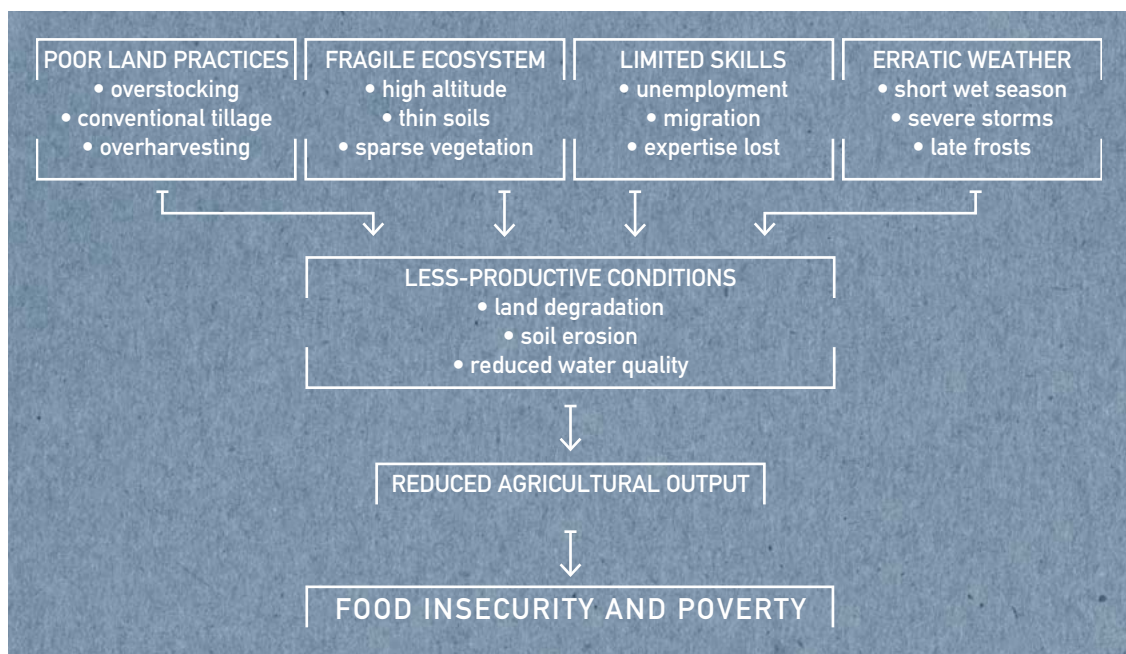 POOR LAND PRACTICES
• overstocking
• conventional tillage
• overharvesting
FRAGILE ECOSYSTEM
• high altitude
• thin soils
• sparse vegetation
LIMITED SKILLS
• unemployment
• migration
• expertise lost
ERRATIC WEATHER
• short wet season
• severe storms
• late frosts
LESS-PRODUCTIVE CONDITIONS
• land degradation
• soil erosion
• reduced water quality
REDUCED AGRICULTURAL OUTPUT
FOOD INSECURITY AND POVERTY